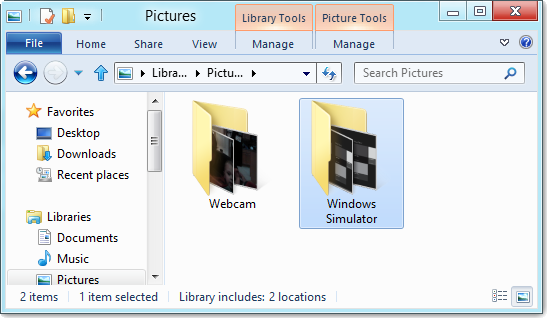 Pictures
Library Tools
Picture Tools
File
Home
Share
View
Manage
Manage
Libra...
Pictu...
Search Pictures
Favorites
Desktop
Downloads
Recent places
Libraries
Documents
Music
Pictures
Webcam
Windows
Simulator
2 items
1 item selected
Library includes: 2 locations